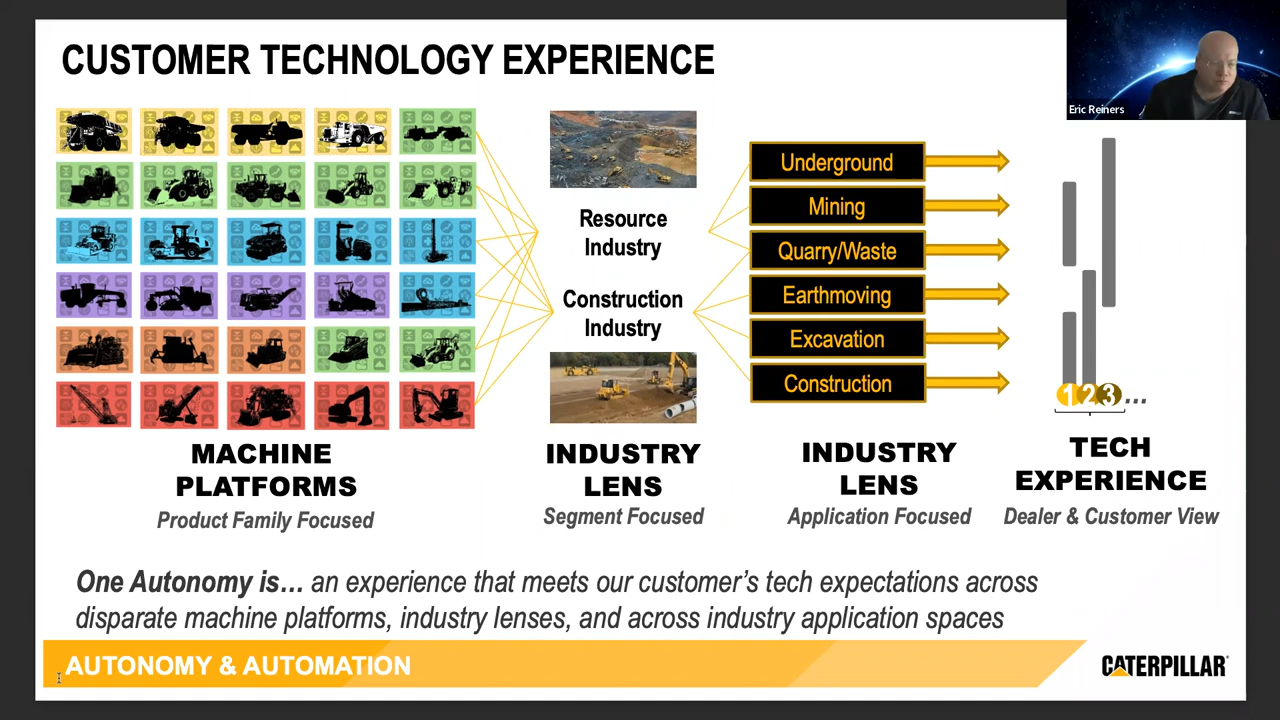 CUSTOMER TECHNOLOGY EXPERIENCE
Eric Reiners
Resource
Industry
Construction
Industry
Underground
Mining
Quarry/Waste
Earthmoving
Excavation
Construction
1 2 3 ...
MACHINE
PLATFORMS
Product Family Focused
INDUSTRY
LENS
Segment Focused
INDUSTRY
LENS
Application Focused
TECH
EXPERIENCE
Dealer & Customer View
One Autonomy is... an experience that meets our customer's tech expectations across
disparate machine platforms, industry lenses, and across industry application spaces
AUTONOMY & AUTOMATION
CATERPILLAR®